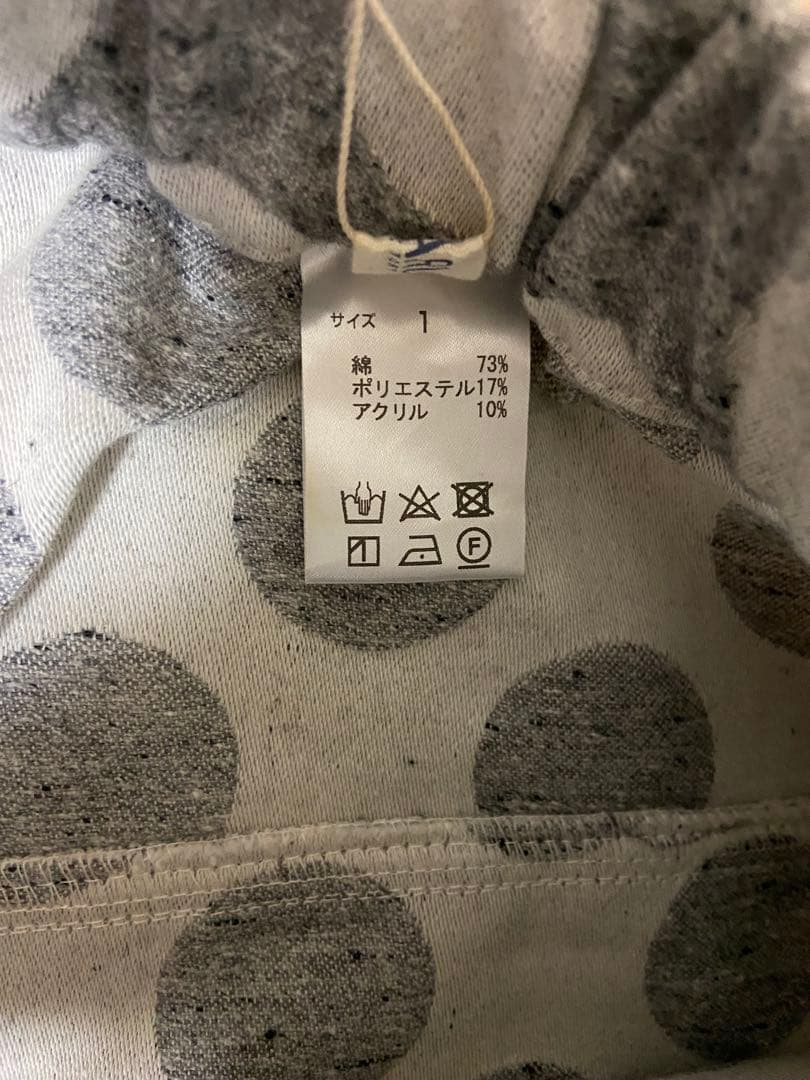 サイズ 1
綿 73%
ポリエステル17%
アクリル 10%
F